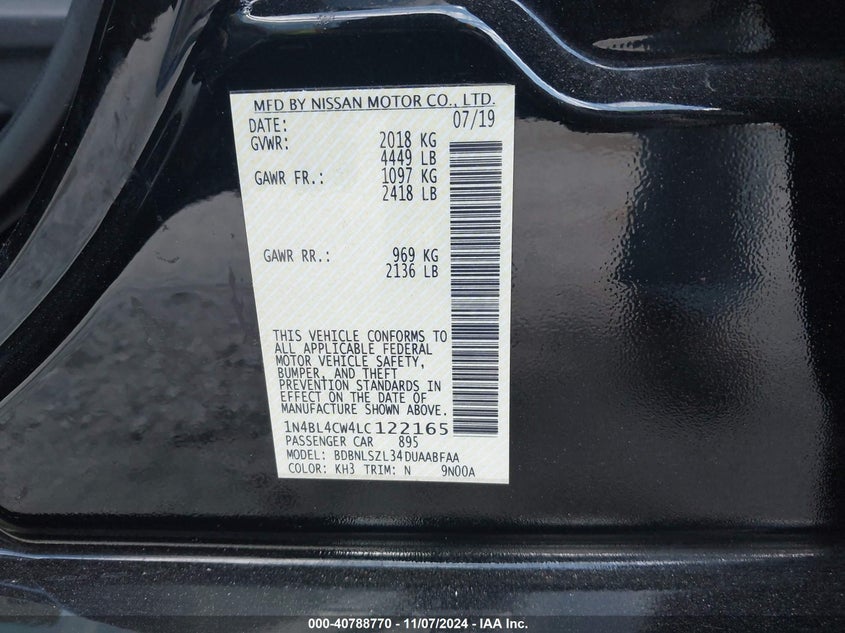 MFD BY NISSAN MOTOR CO., LTD.
DATE: 07/19
GVWR: 2018 KG
4449 LB
GAWR FR.: 1097 KG
2418 LB
GAWR RR.: 969 KG
2136 LB
THIS VEHICLE CONFORMS TO
ALL APPLICABLE FEDERAL
MOTOR VEHICLE SAFETY,
BUMPER, AND THEFT
PREVENTION STANDARDS IN
EFFECT ON THE DATE OF
MANUFACTURE SHOWN ABOVE.
1N4BL4CW4LC122165
PASSENGER CAR 895
MODEL: BDBNLSZL34DUAABFAA
COLOR: KH3 TRIM: N 9N00A
000-40788770 - 11/07/2024 - IAA Inc.